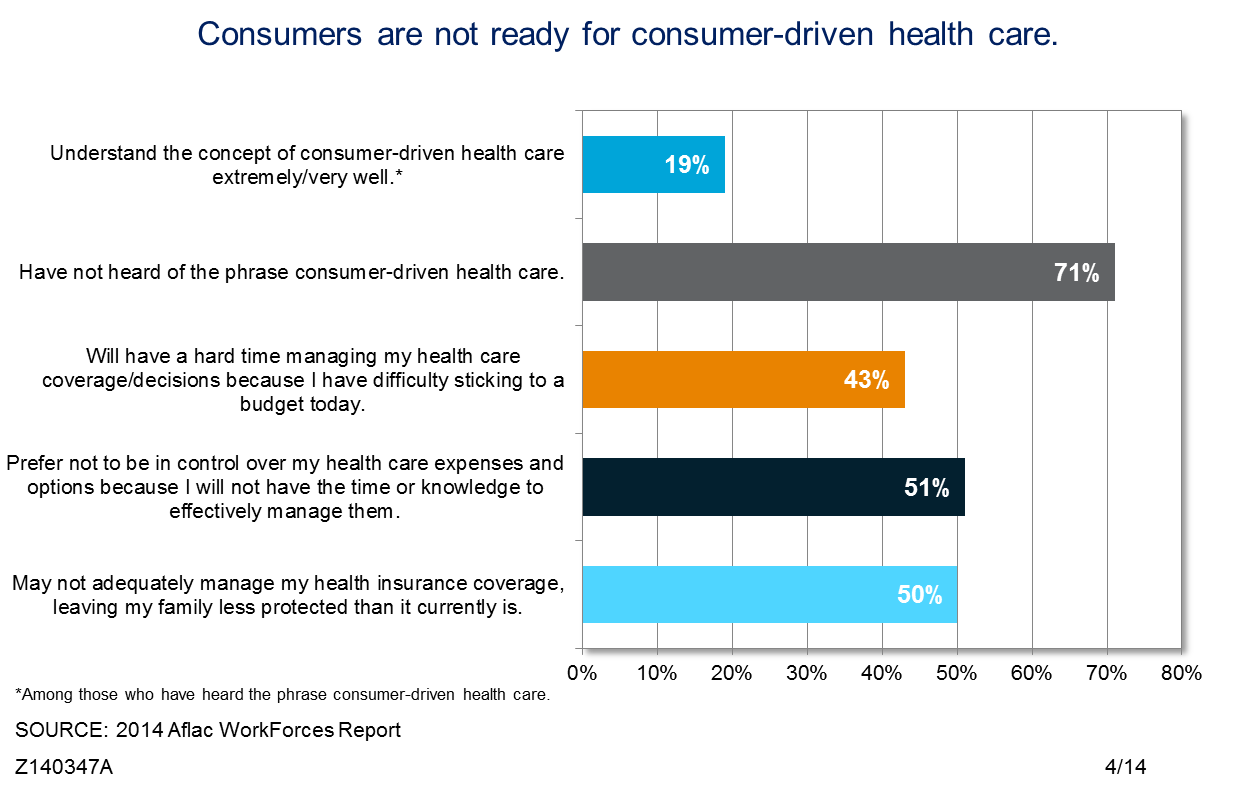 Consumers are not ready for consumer-driven health care.
Understand the concept of consumer-driven health care
extremely/very well.*
19%
Have not heard of the phrase consumer-driven health care.
71%
Will have a hard time managing my health care
coverage/decisions because I have difficulty sticking to a
budget today.
43%
Prefer not to be in control over my health care expenses and
options because I will not have the time or knowledge to
effectively manage them.
51%
May not adequately manage my health insurance coverage,
leaving my family less protected than it currently is.
50%
0% 10% 20% 30% 40% 50% 60% 70% 80%
*Among those who have heard the phrase consumer-driven health care.
SOURCE: 2014 Aflac WorkForces Report
Z140347A 4/14